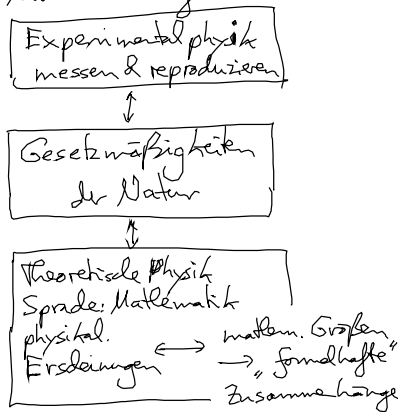 Experimentalphysik
messen & reproduzieren
Gesetzmäßigkeiten
der Natur
Theoretische Physik
Sprache: Mathematik
physikal. mathem. Größen
Erscheinungen ↔ → "formelhafte"
Zusammenhänge